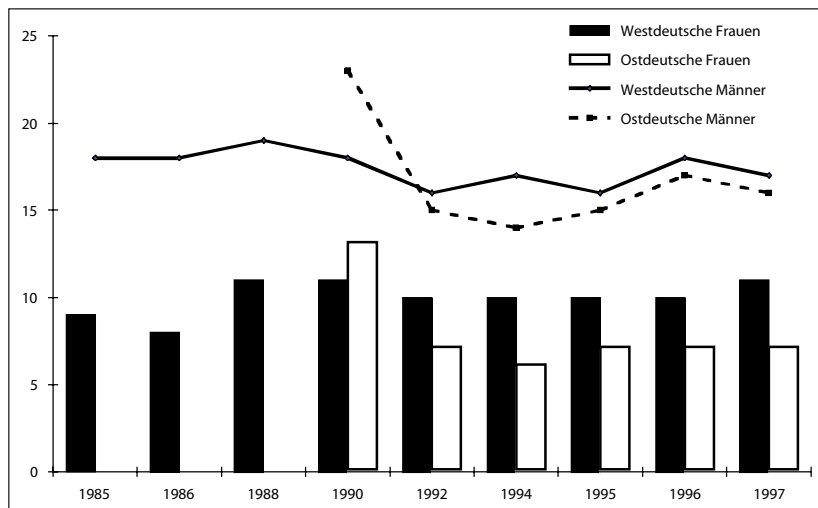 25
20
15
10
5
0
Westdeutsche Frauen
Ostdeutsche Frauen
Westdeutsche Männer
Ostdeutsche Männer
1985 1986 1988 1990 1992 1994 1995 1996 1997